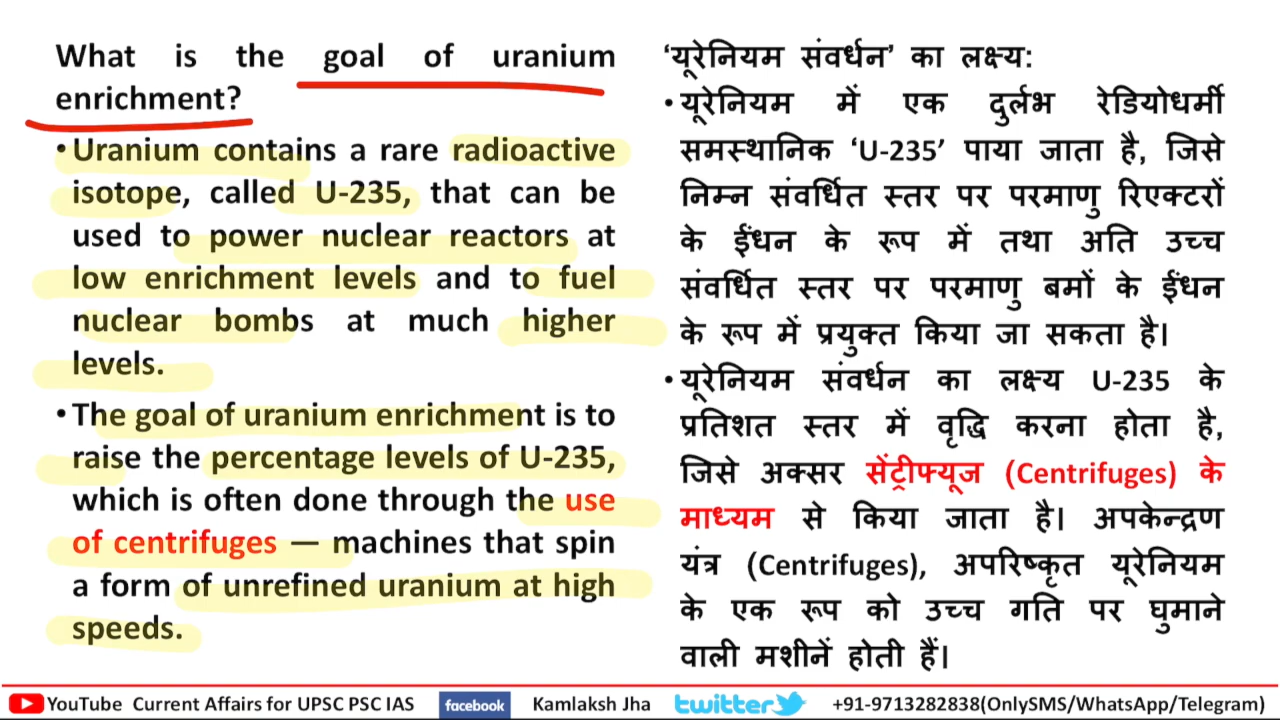 What is the goal of uranium
enrichment?
• Uranium contains a rare radioactive
isotope, called U-235, that can be
used to power nuclear reactors at
low enrichment levels and to fuel
nuclear bombs at much higher
levels.
• The goal of uranium enrichment is to
raise the percentage levels of U-235,
which is often done through the use
of centrifuges — machines that spin
a form of unrefined uranium at high
speeds.
‘यूरेनियम संवर्धन’ का लक्ष्य:
• यूरेनियम में एक दुर्लभ रेडियोधर्मी
समस्थानिक ‘U-235’ पाया जाता है, जिसे
निम्न संवर्धित स्तर पर परमाणु रिएक्टरों
के ईंधन के रूप में तथा अति उच्च
संवर्धित स्तर पर परमाणु बमों के ईंधन
के रूप में प्रयुक्त किया जा सकता है।
• यूरेनियम संवर्धन का लक्ष्य U-235 के
प्रतिशत स्तर में वृद्धि करना होता है,
जिसे अक्सर सेंट्रीफ्यूज (Centrifuges) के
माध्यम से किया जाता है। अपकेन्द्रण
यंत्र (Centrifuges), अपरिष्कृत यूरेनियम
के एक रूप को उच्च गति पर घुमाने
वाली मशीनें होती हैं।
YouTube Current Affairs for UPSC PSC IAS facebook Kamlaksh Jha twitter +91-9713282838(OnlySMS/WhatsApp/Telegram)